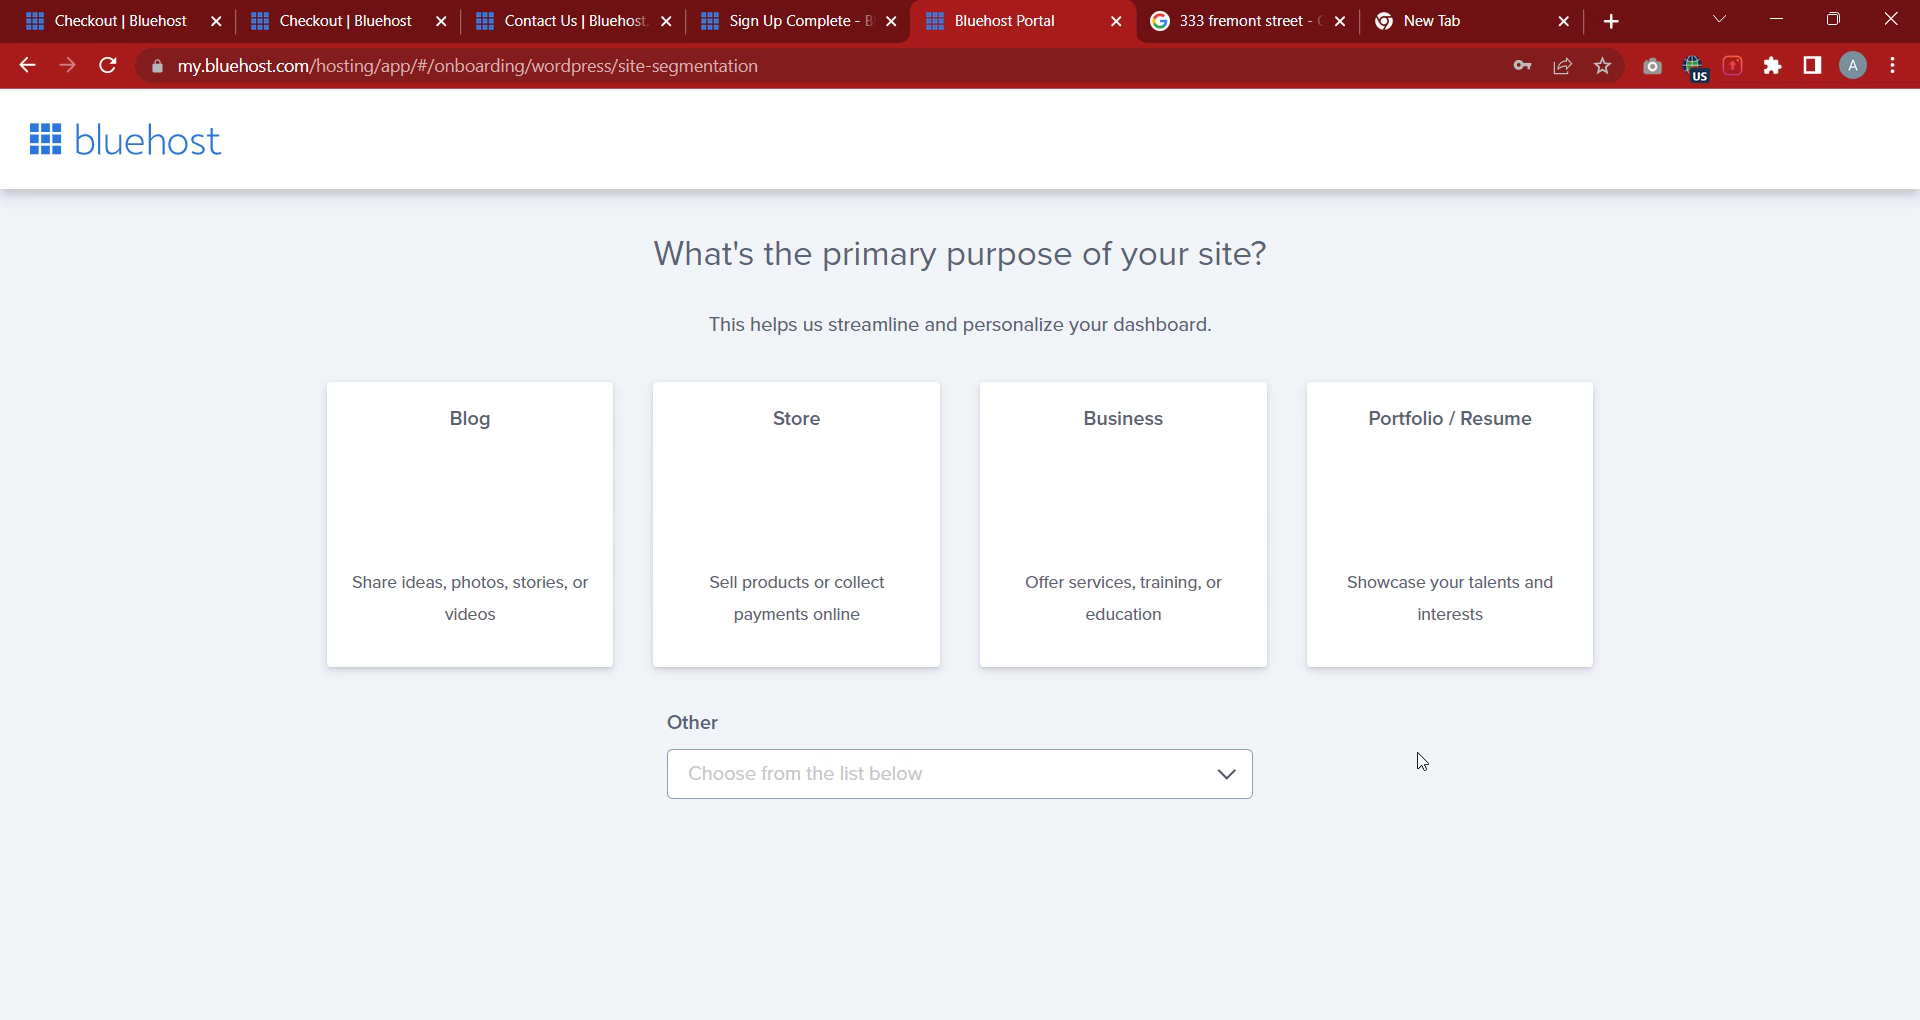 Checkout | Bluehost
Checkout | Bluehost
Contact Us | Bluehost
Sign Up Complete - B
Bluehost Portal
333 fremont street -
New Tab
my.bluehost.com/hosting/app/#/onboarding/wordpress/site-segmentation
US
A
bluehost
What's the primary purpose of your site?
This helps us streamline and personalize your dashboard.
Blog
Share ideas, photos, stories, or
videos
Store
Sell products or collect
payments online
Business
Offer services, training, or
education
Portfolio / Resume
Showcase your talents and
interests
Other
Choose from the list below